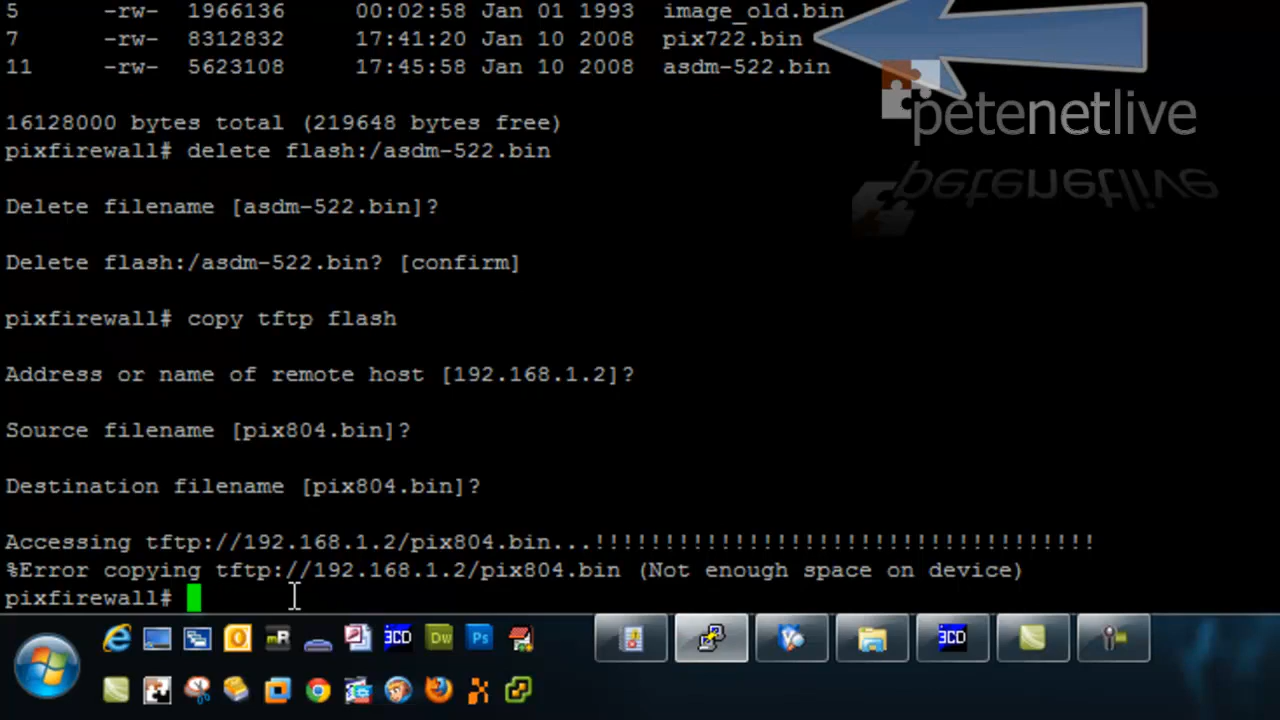 5 -rw- 1966136 00:02:58 Jan 01 1993 image_old.bin
7 -rw- 8312832 17:41:20 Jan 10 2008 pix722.bin
11 -rw- 5623108 17:45:58 Jan 10 2008 asdm-522.bin
petenetlive
16128000 bytes total (219648 bytes free)
pixfirewall# delete flash:/asdm-522.bin
petenetlive
Delete filename [asdm-522.bin]?
Delete flash:/asdm-522.bin? [confirm]
pixfirewall# copy tftp flash
Address or name of remote host [192.168.1.2]?
Source filename [pix804.bin]?
Destination filename [pix804.bin]?
Accessing tftp://192.168.1.2/pix804.bin...!!!!!!!!!!!!!!!!!!!!!!!!!!!!!!!!!!!!
%Error copying tftp://192.168.1.2/pix804.bin (Not enough space on device)
pixfirewall#
mR 3CD Dw Ps 3CD